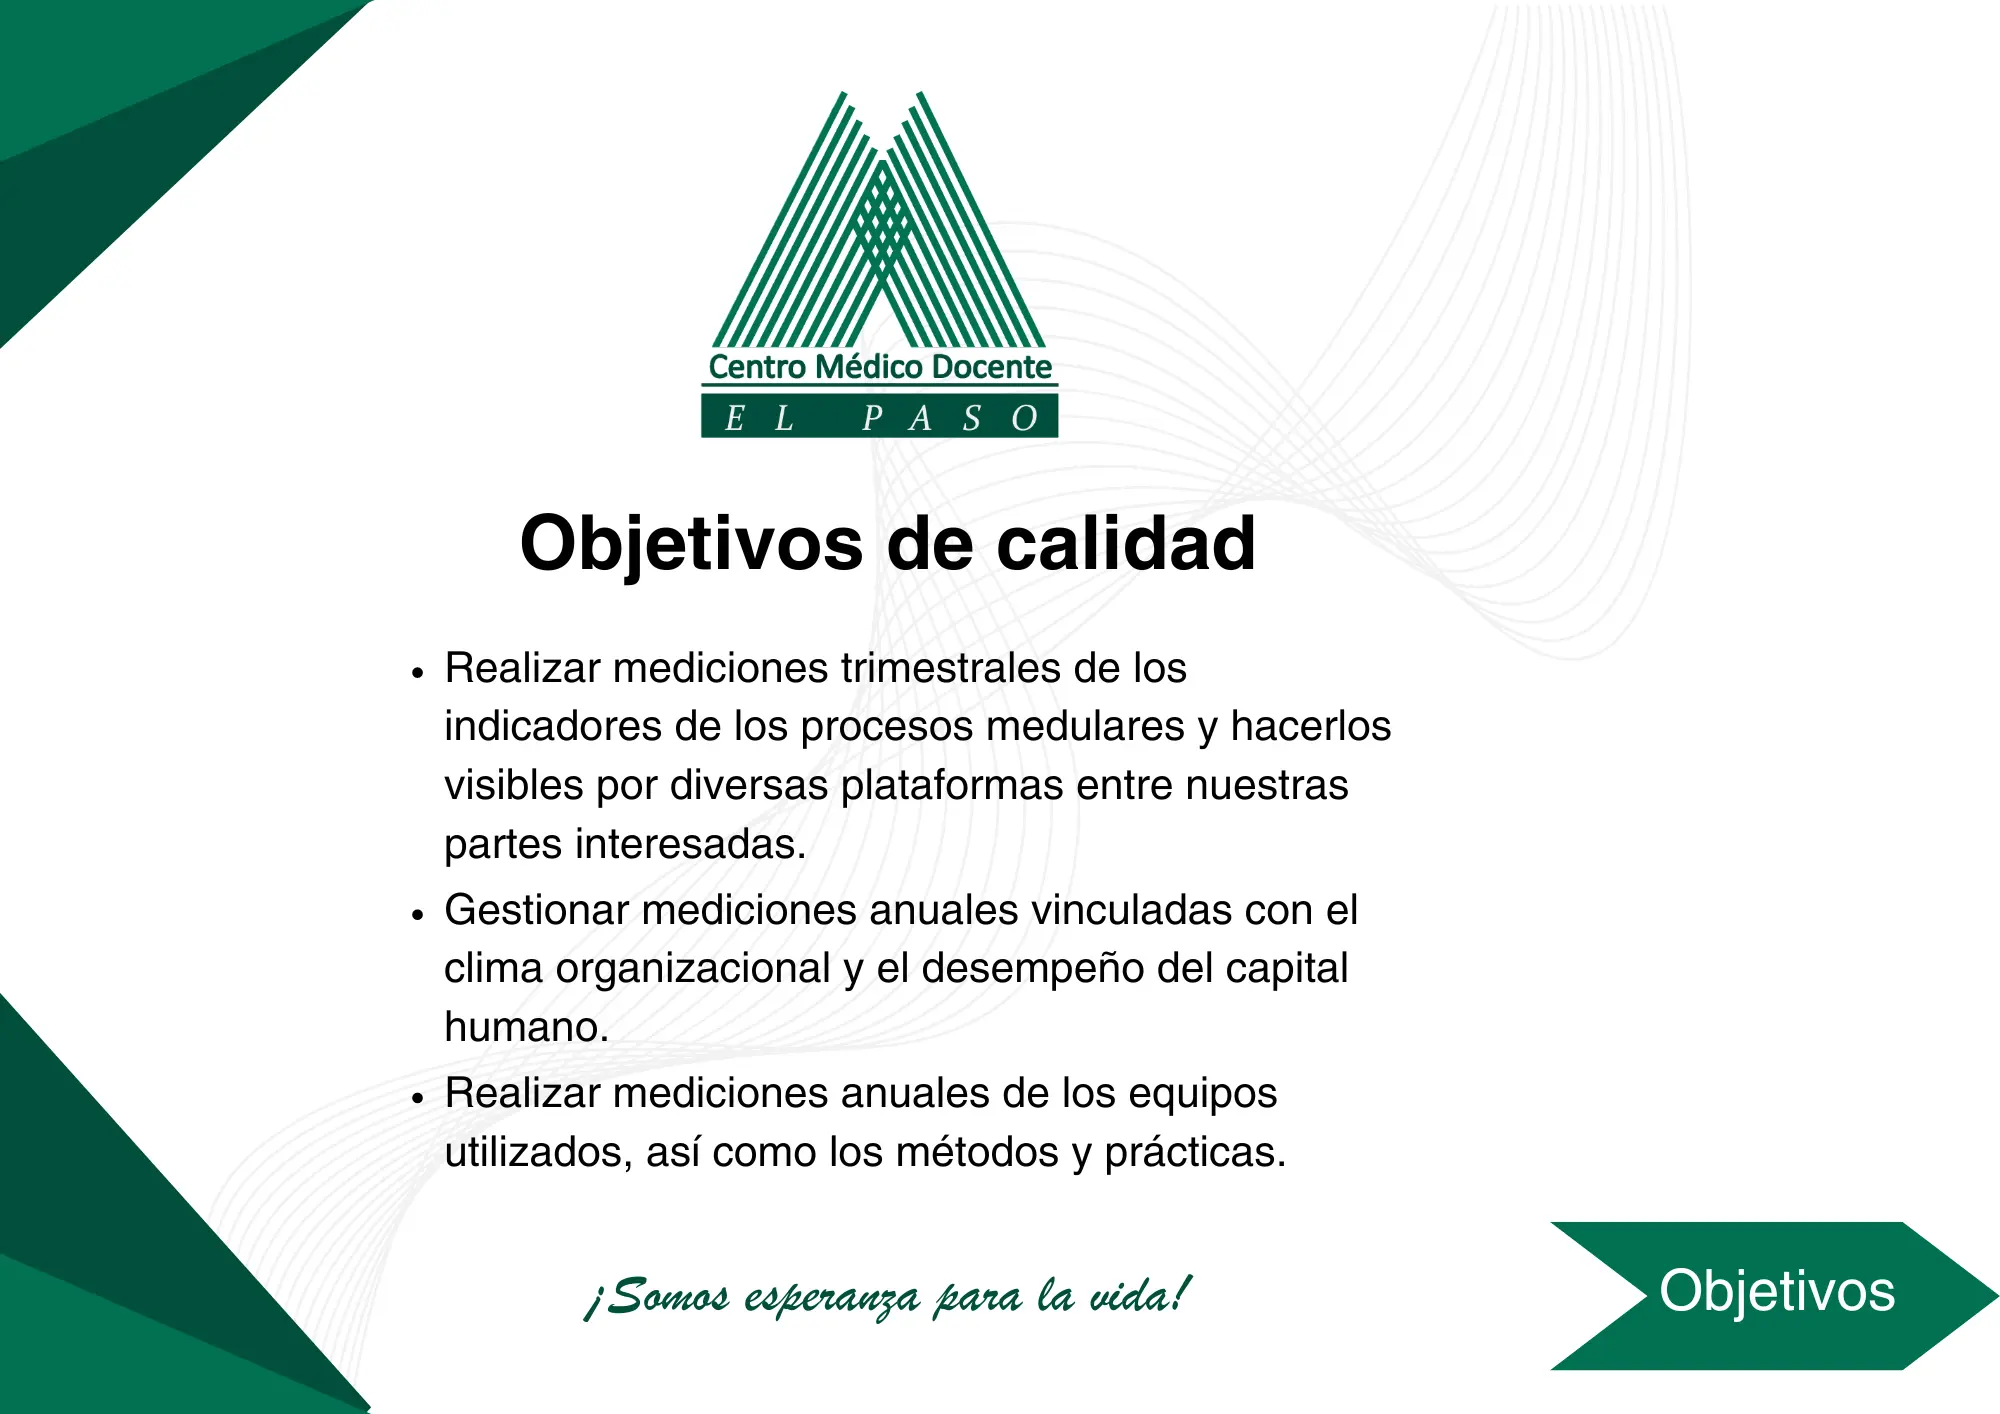 Centro Médico Docente
EL PASO
Objetivos de calidad
• Realizar mediciones trimestrales de los
indicadores de los procesos medulares y hacerlos
visibles por diversas plataformas entre nuestras
partes interesadas.
• Gestionar mediciones anuales vinculadas con el
clima organizacional y el desempeño del capital
humano.
• Realizar mediciones anuales de los equipos
utilizados, así como los métodos y prácticas.
¡Somos esperanza para la vida!
Objetivos